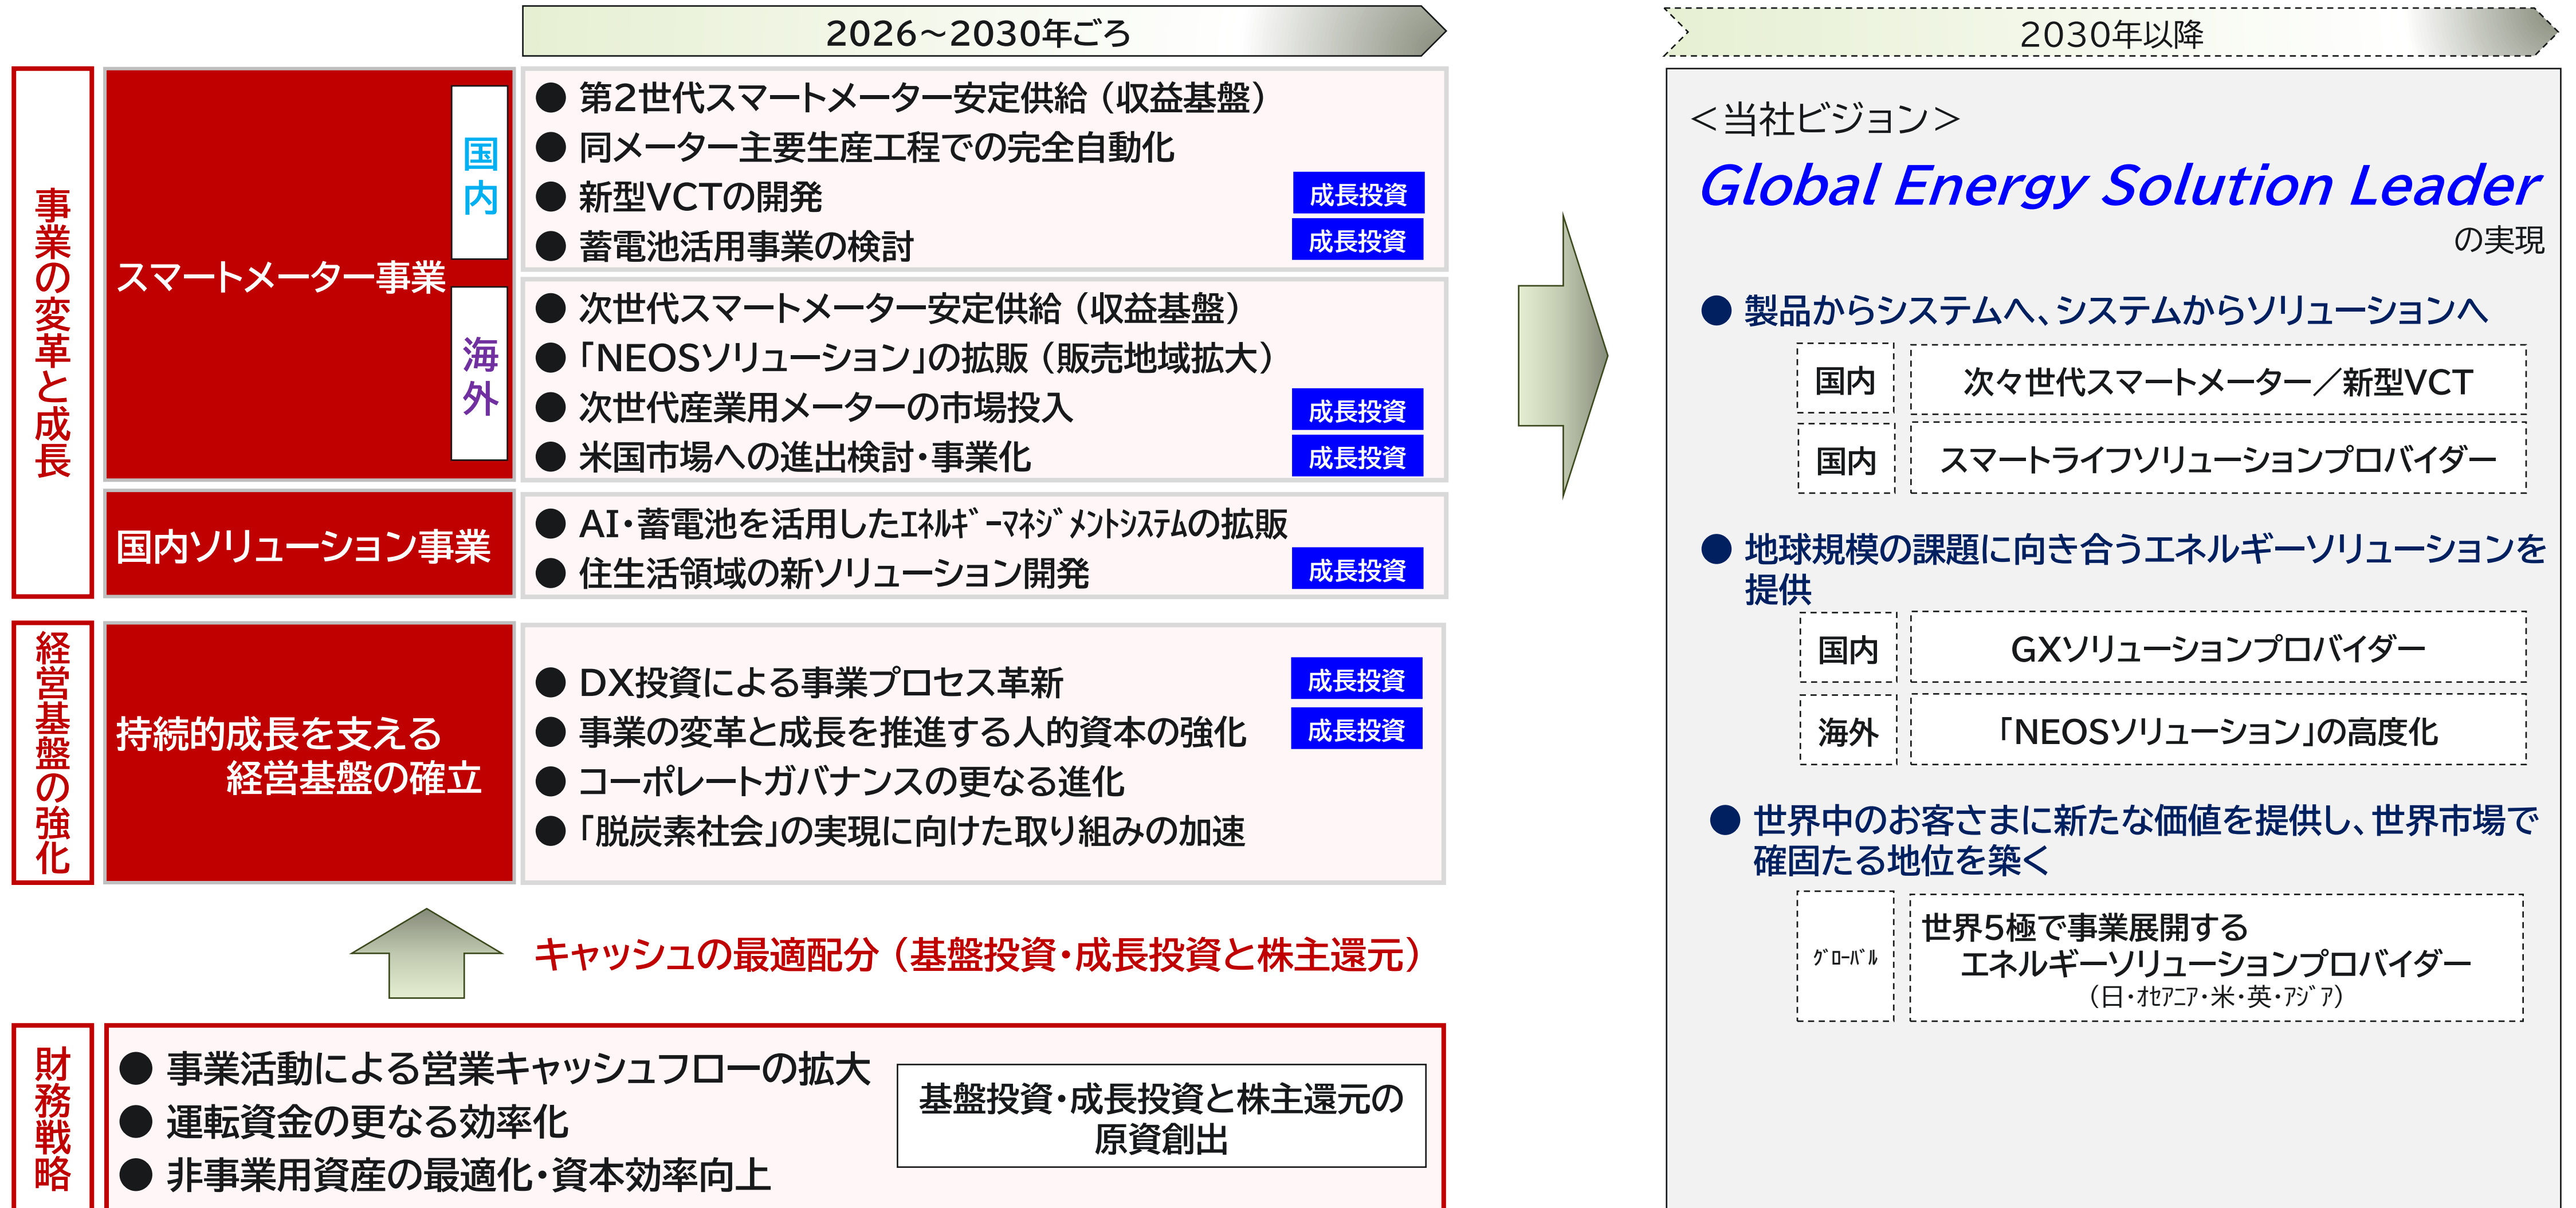 2026～2030年ごろ
2030年以降
事業の変革と成長
スマートメーター事業
国内
● 第2世代スマートメーター安定供給（収益基盤）
● 同メーター主要生産工程での完全自動化
● 新型VCTの開発 成長投資
● 蓄電池活用事業の検討 成長投資
海外
● 次世代スマートメーター安定供給（収益基盤）
● 「NEOSソリューション」の拡販（販売地域拡大）
● 次世代産業用メーターの市場投入 成長投資
● 米国市場への進出検討・事業化 成長投資
国内ソリューション事業
● AI・蓄電池を活用したｴﾈﾙｷﾞｰﾏﾈｼﾞﾒﾝﾄｼｽﾃﾑの拡販
● 住生活領域の新ソリューション開発 成長投資
経営基盤の強化
持続的成長を支える
経営基盤の確立
● DX投資による事業プロセス革新 成長投資
● 事業の変革と成長を推進する人的資本の強化 成長投資
● コーポレートガバナンスの更なる進化
● 「脱炭素社会」の実現に向けた取り組みの加速
キャッシュの最適配分（基盤投資・成長投資と株主還元）
財務戦略
● 事業活動による営業キャッシュフローの拡大
● 運転資金の更なる効率化
● 非事業用資産の最適化・資本効率向上
基盤投資・成長投資と株主還元の
原資創出
＜当社ビジョン＞
Global Energy Solution Leader
の実現
● 製品からシステムへ、システムからソリューションへ
国内 次々世代スマートメーター／新型VCT
国内 スマートライフソリューションプロバイダー
● 地球規模の課題に向き合うエネルギーソリューションを
提供
国内 GXソリューションプロバイダー
海外 「NEOSソリューション」の高度化
● 世界中のお客さまに新たな価値を提供し、世界市場で
確固たる地位を築く
ｸﾞﾛｰﾊﾞﾙ
世界5極で事業展開する
エネルギーソリューションプロバイダー
（日・ｵｾｱﾆｱ・米・英・ｱｼﾞｱ）